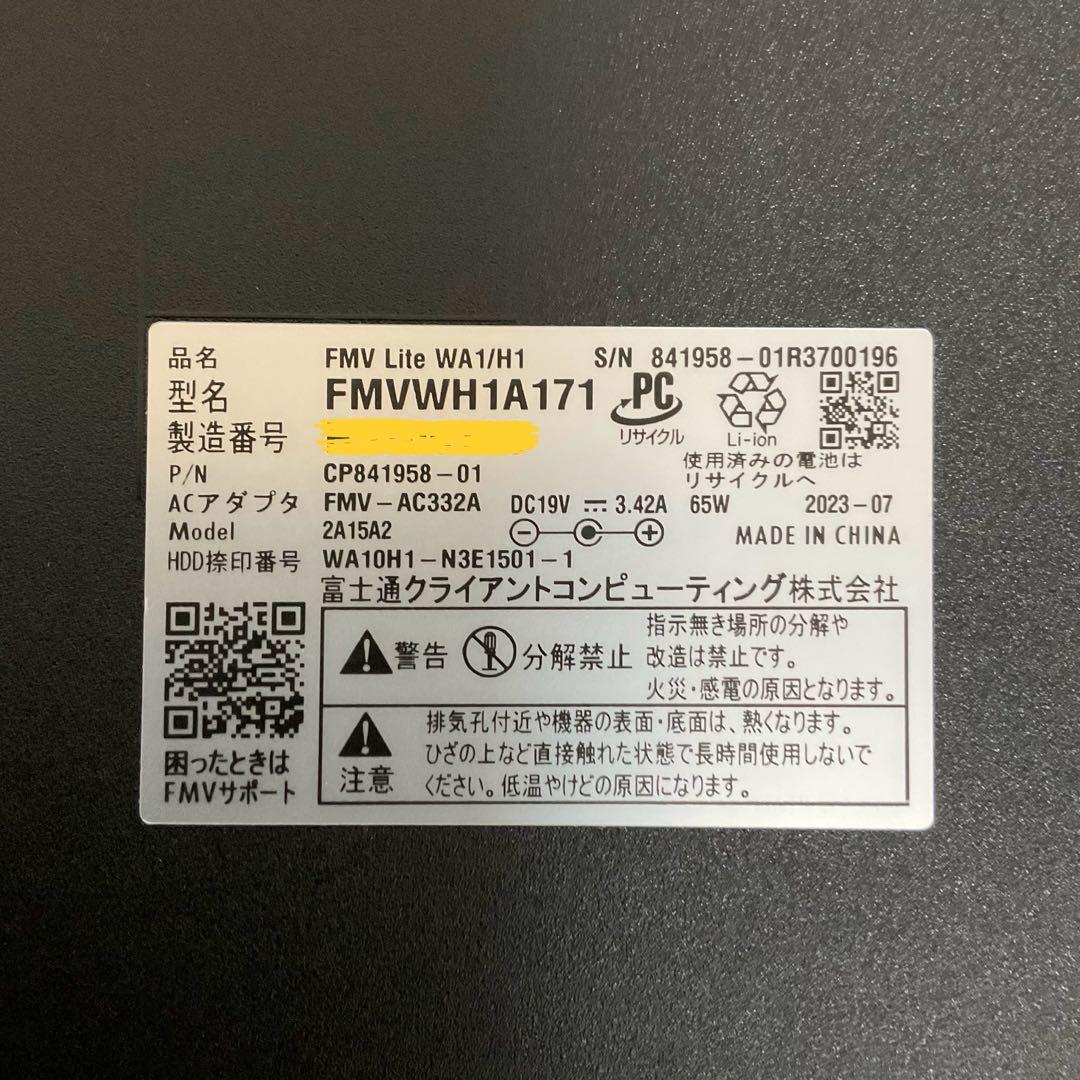 品名 FMV Lite WA1/H1 S/N 841958-01R3700196
型名 FMVWH1A171
PC
リサイクル
Li-ion
製造番号
使用済みの電池は
リサイクルへ
P/N CP841958-01
ACアダプタ FMV-AC332A DC19V 3.42A 65W 2023-07
Model 2A15A2 MADE IN CHINA
HDD捺印番号 WA10H1-N3E1501-1
富士通クライアントコンピューティング株式会社
警告 分解禁止
指示無き場所の分解や
改造は禁止です。
火災・感電の原因となります。
注意
排気孔付近や機器の表面・底面は、熱くなります。
ひざの上など直接触れた状態で長時間使用しないで
ください。低温やけどの原因になります。
困ったときは
FMVサポート